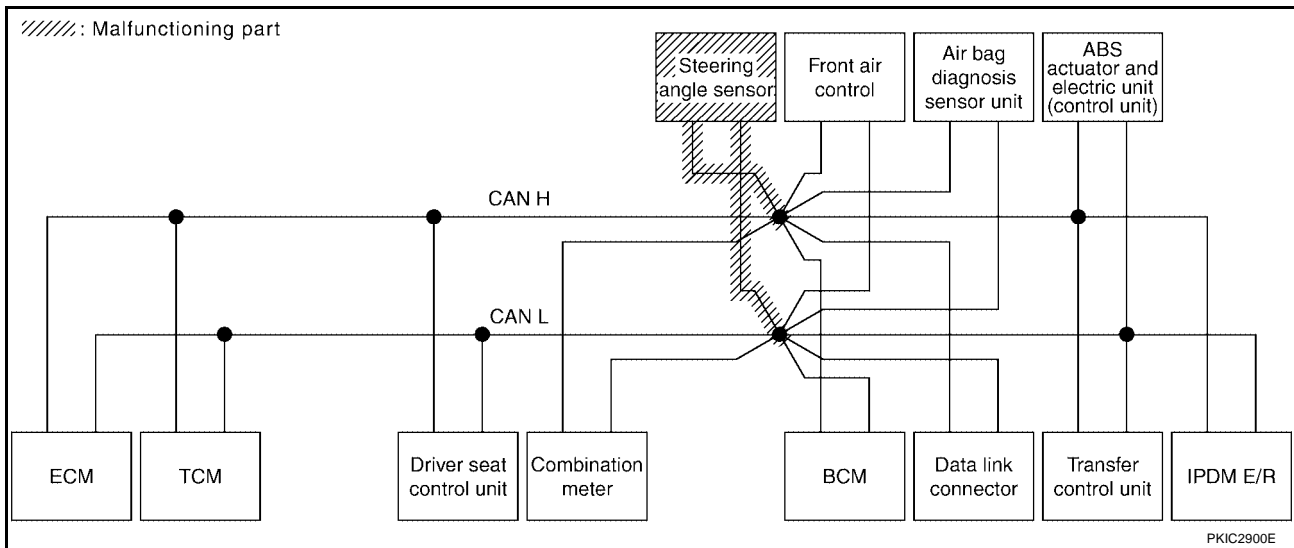 : Malfunctioning part
Steering
angle sensor
Front air
control
Air bag
diagnosis
sensor unit
ABS
actuator and
electric unit
(control unit)
CAN H
CAN L
ECM
TCM
Driver seat
control unit
Combination
meter
BCM
Data link
connector
Transfer
control unit
IPDM E/R
PKIC2900E